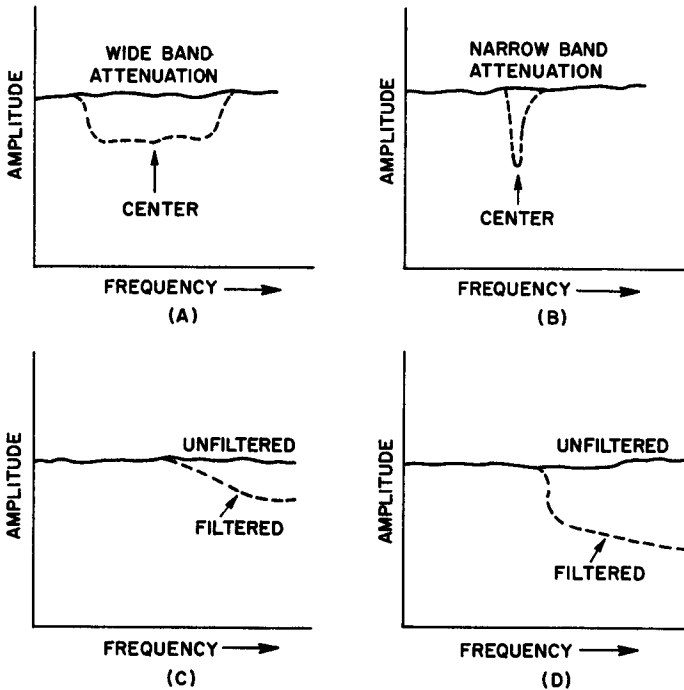 WIDE BAND
ATTENUATION
AMPLITUDE
CENTER
FREQUENCY
(A)
NARROW BAND
ATTENUATION
AMPLITUDE
CENTER
FREQUENCY
(B)
UNFILTERED
AMPLITUDE
FILTERED
FREQUENCY
(C)
UNFILTERED
AMPLITUDE
FILTERED
FREQUENCY
(D)